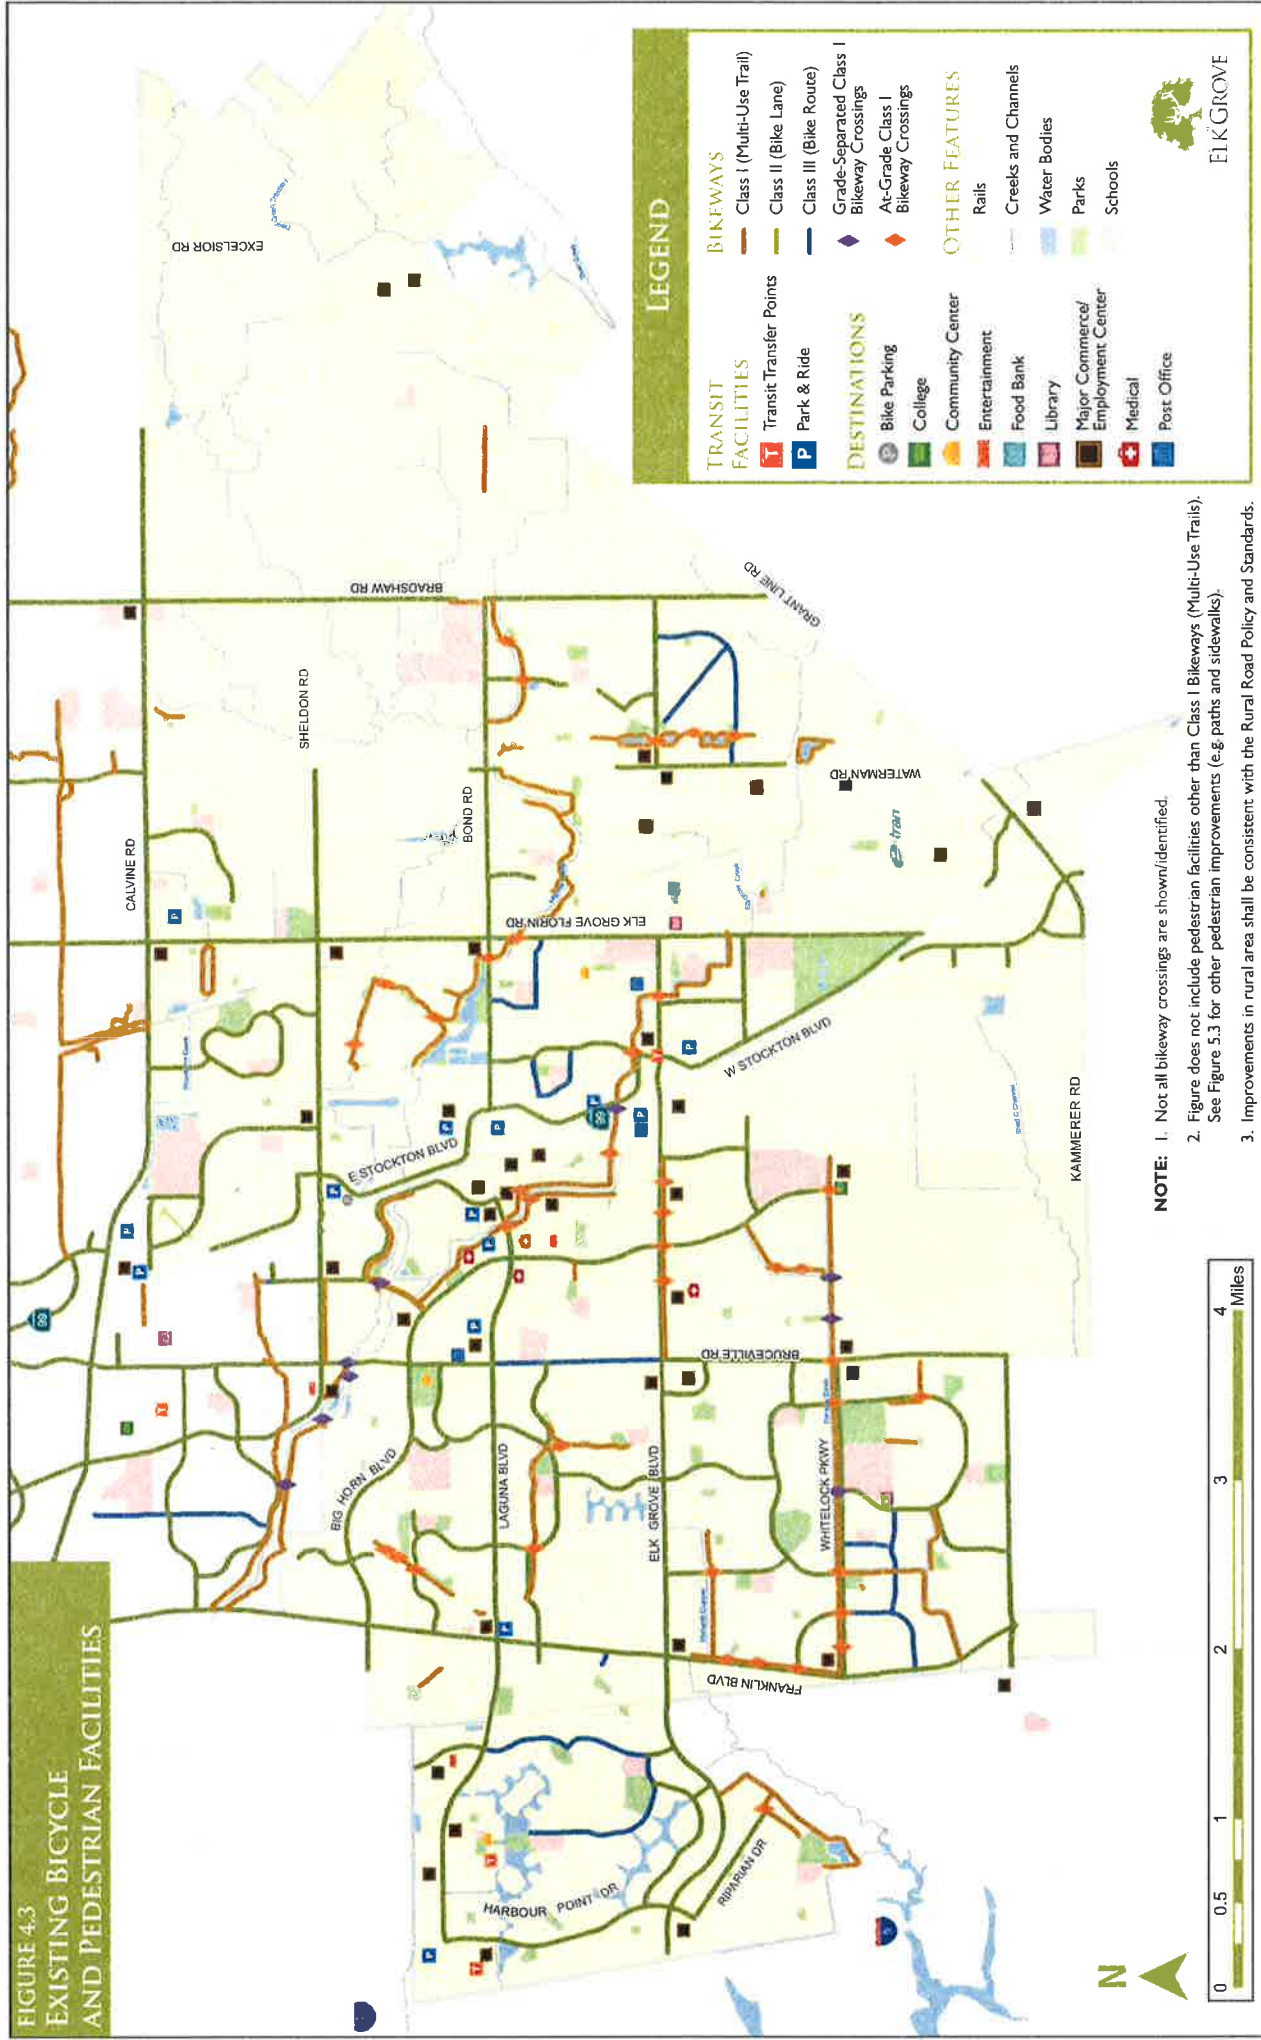 FIGURE 4.3
EXISTING BICYCLE
AND PEDESTRIAN FACILITIES
CALVINE RD
SHELDON RD
EXCELSIOR RD
BRADSHAW RD
BOND RD
ELK GROVE FLORIN RD
WATERMAN RD
GRANT LINE RD
E STOCKTON BLVD
W STOCKTON BLVD
BIG HORN BLVD
LAGUNA BLVD
ELK GROVE BLVD
BRUCEVILLE RD
WHITELOCK PKWY
FRANKLIN BLVD
KAMMERER RD
HARBOUR POINT DR
RIPARIAN DR
99
99
5
e-tran
LEGEND
TRANSIT
FACILITIES
T Transit Transfer Points
P Park & Ride
DESTINATIONS
Bike Parking
College
Community Center
Entertainment
Food Bank
Library
Major Commerce/
Employment Center
Medical
Post Office
BIKEWAYS
Class I (Multi-Use Trail)
Class II (Bike Lane)
Class III (Bike Route)
Grade-Separated Class I
Bikeway Crossings
At-Grade Class I
Bikeway Crossings
OTHER FEATURES
Rails
Creeks and Channels
Water Bodies
Parks
Schools
ELK GROVE
NOTE: 1. Not all bikeway crossings are shown/identified.
2. Figure does not include pedestrian facilities other than Class I Bikeways (Multi-Use Trails).
See Figure 5.3 for other pedestrian improvements (e.g. paths and sidewalks).
3. Improvements in rural area shall be consistent with the Rural Road Policy and Standards.
N
0 0.5 1 2 3 4
Miles